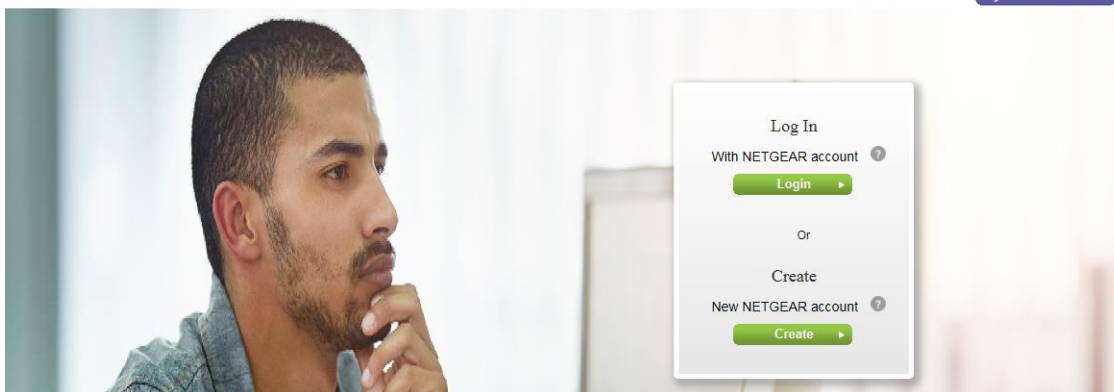 Log In
With NETGEAR account ?
Login
Or
Create
New NETGEAR account ?
Create